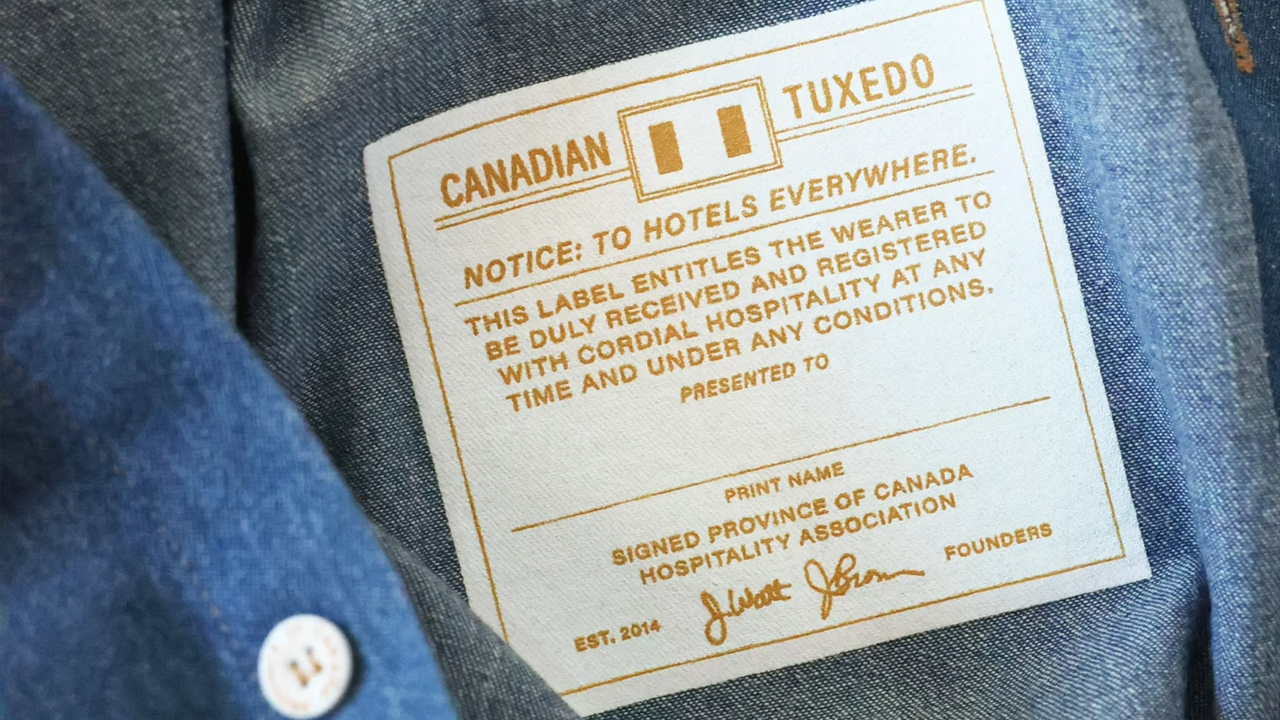 CANADIAN TUXEDO
NOTICE: TO HOTELS EVERYWHERE.
THIS LABEL ENTITLES THE WEARER TO
BE DULY RECEIVED AND REGISTERED
WITH CORDIAL HOSPITALITY AT ANY
TIME AND UNDER ANY CONDITIONS.
PRESENTED TO
PRINT NAME
SIGNED PROVINCE OF CANADA
HOSPITALITY ASSOCIATION
EST. 2014 J Watt J Brown FOUNDERS